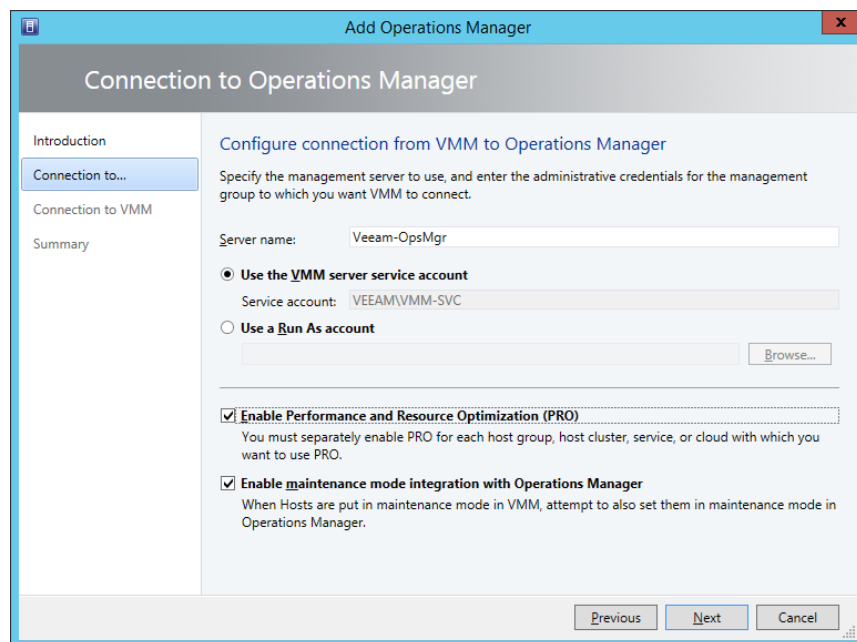 Add Operations Manager
x
Connection to Operations Manager
Introduction
Connection to...
Connection to VMM
Summary
Configure connection from VMM to Operations Manager
Specify the management server to use, and enter the administrative credentials for the management
group to which you want VMM to connect.
Server name: Veeam-OpsMgr
Use the VMM server service account
Service account: VEEAM\VMM-SVC
Use a Run As account
Browse...
Enable Performance and Resource Optimization (PRO)
You must separately enable PRO for each host group, host cluster, service, or cloud with which you
want to use PRO.
Enable maintenance mode integration with Operations Manager
When Hosts are put in maintenance mode in VMM, attempt to also set them in maintenance mode in
Operations Manager.
Previous Next Cancel